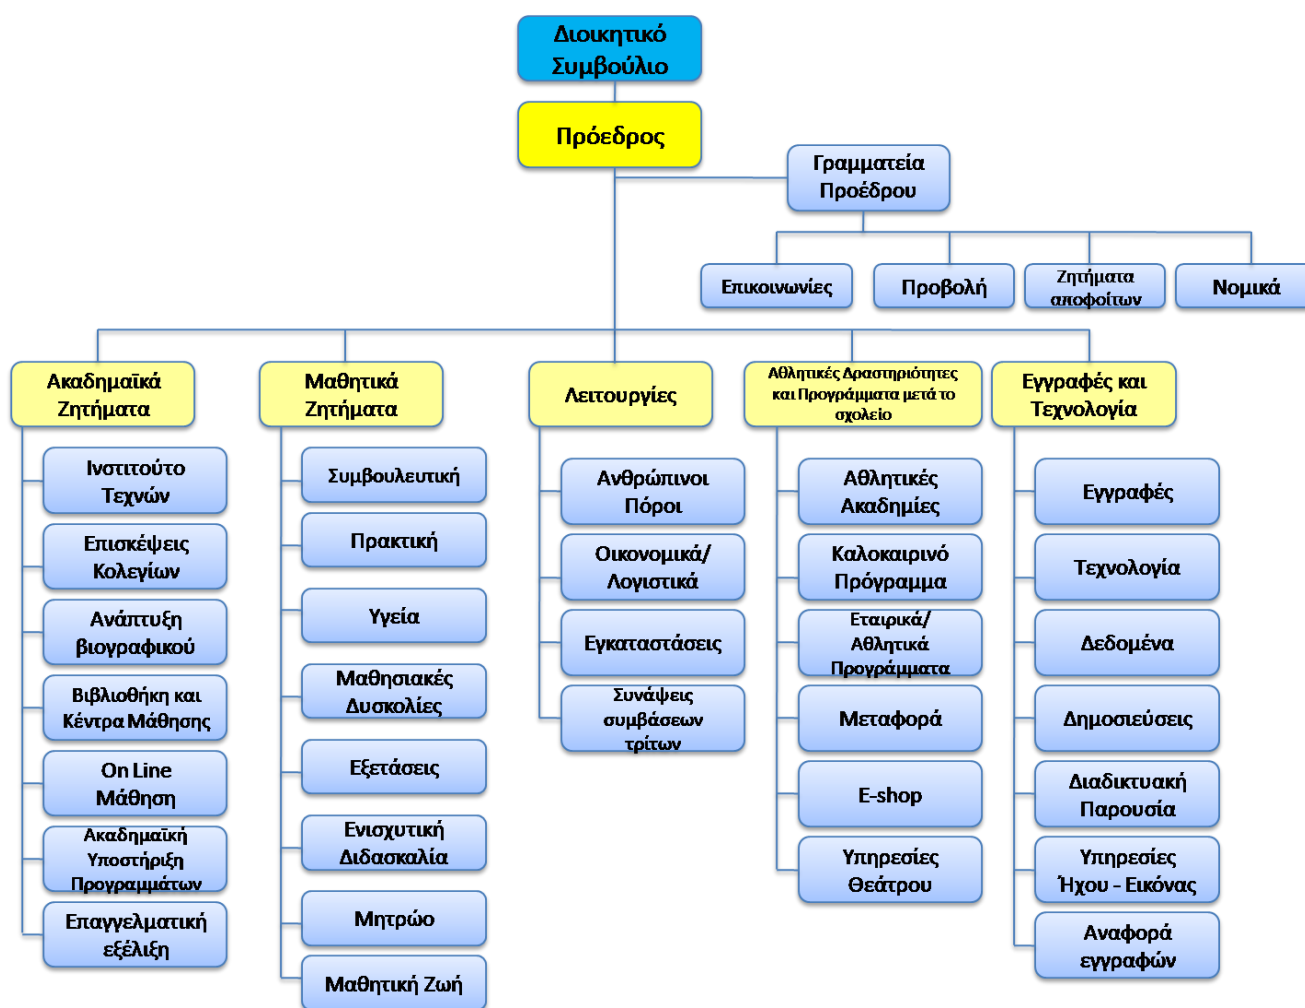 Διοικητικό
Συμβούλιο
Πρόεδρος
Γραμματεία
Προέδρου
Επικοινωνίες
Προβολή
Ζητήματα
αποφοίτων
Νομικά
Ακαδημαϊκά
Ζητήματα
Μαθητικά
Ζητήματα
Λειτουργίες
Αθλητικές Δραστηριότητες
και Προγράμματα μετά το
σχολείο
Εγγραφές και
Τεχνολογία
Ινστιτούτο
Τεχνών
Επισκέψεις
Κολεγίων
Ανάπτυξη
βιογραφικού
Βιβλιοθήκη και
Κέντρα Μάθησης
On Line
Μάθηση
Ακαδημαϊκή
Υποστήριξη
Προγραμμάτων
Επαγγελματική
εξέλιξη
Συμβουλευτική
Πρακτική
Υγεία
Μαθησιακές
Δυσκολίες
Εξετάσεις
Ενισχυτική
Διδασκαλία
Μητρώο
Μαθητική Ζωή
Ανθρώπινοι
Πόροι
Οικονομικά/
Λογιστικά
Εγκαταστάσεις
Συνάψεις
συμβάσεων
τρίτων
Αθλητικές
Ακαδημίες
Καλοκαιρινό
Πρόγραμμα
Εταιρικά/
Αθλητικά
Προγράμματα
Μεταφορά
E-shop
Υπηρεσίες
Θεάτρου
Εγγραφές
Τεχνολογία
Δεδομένα
Δημοσιεύσεις
Διαδικτυακή
Παρουσία
Υπηρεσίες
Ήχου - Εικόνας
Αναφορά
εγγραφών